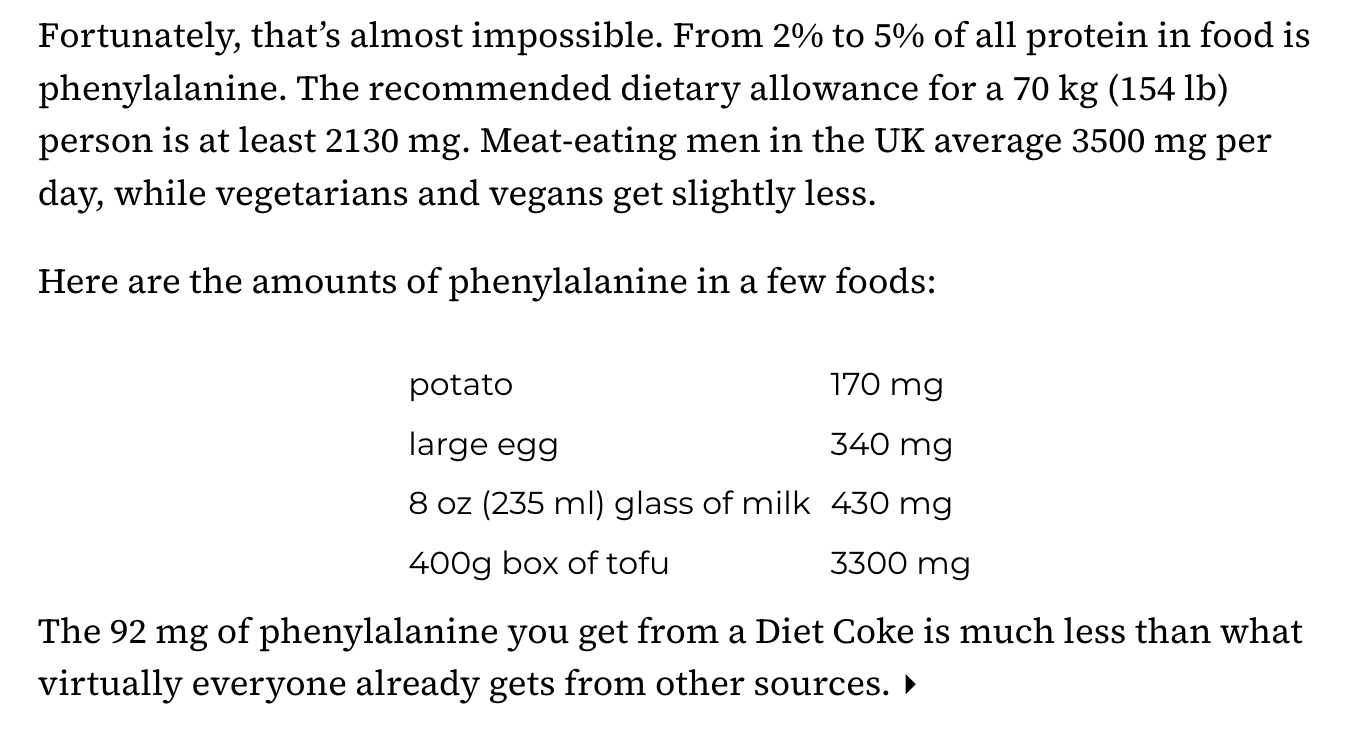 Fortunately, that’s almost impossible. From 2% to 5% of all protein in food is
phenylalanine. The recommended dietary allowance for a 70 kg (154 lb)
person is at least 2130 mg. Meat-eating men in the UK average 3500 mg per
day, while vegetarians and vegans get slightly less.
Here are the amounts of phenylalanine in a few foods:
potato 170 mg
large egg 340 mg
8 oz (235 ml) glass of milk 430 mg
400g box of tofu 3300 mg
The 92 mg of phenylalanine you get from a Diet Coke is much less than what
virtually everyone already gets from other sources.